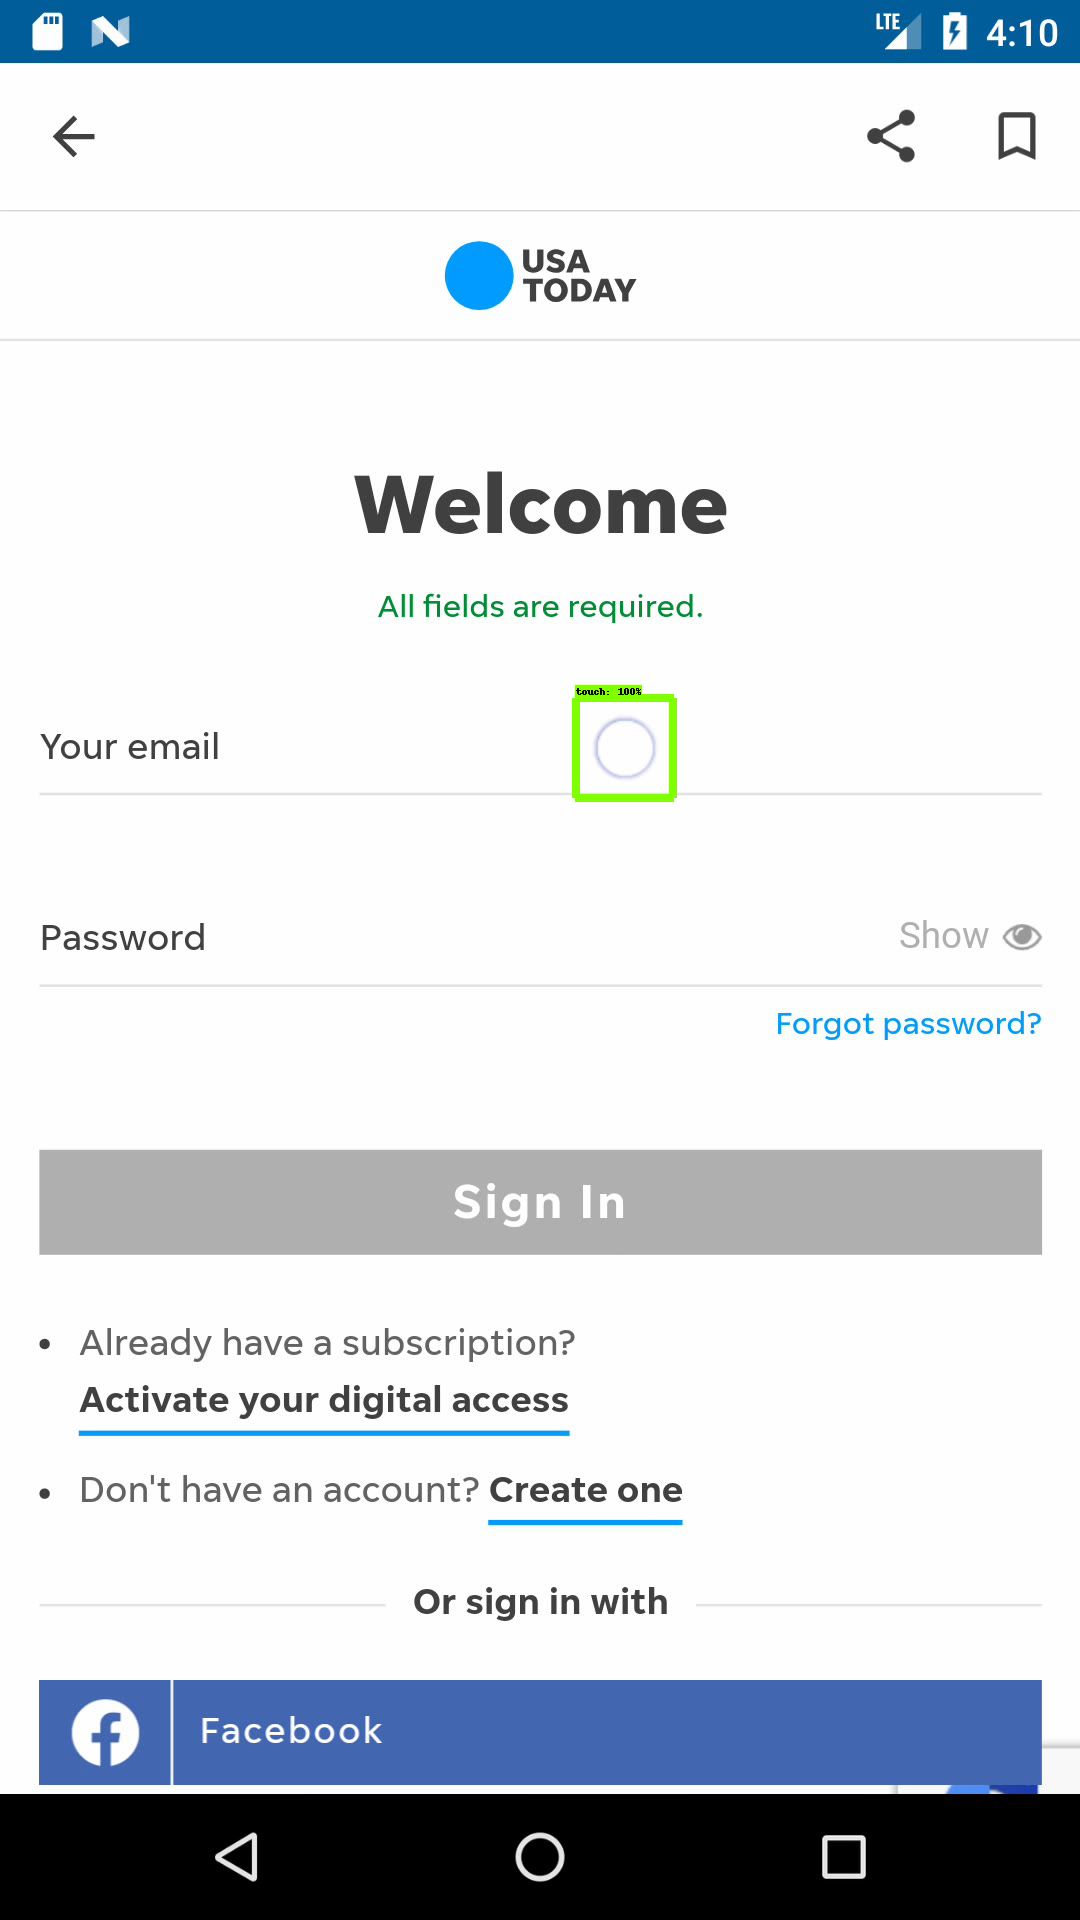 LTE 4:10
USA
TODAY
Welcome
All fields are required.
touch: 100%
Your email
Password
Show
Forgot password?
Sign In
• Already have a subscription?
Activate your digital access
• Don't have an account? Create one
Or sign in with
Facebook